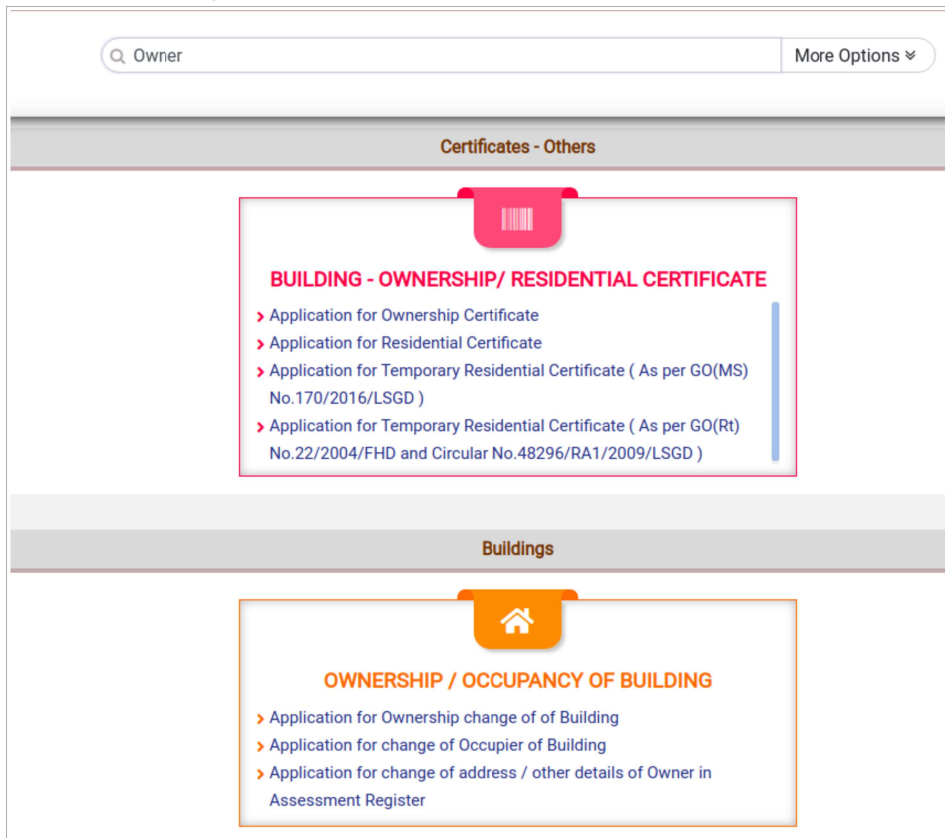 Owner
More Options
Certificates - Others
BUILDING - OWNERSHIP/ RESIDENTIAL CERTIFICATE
Application for Ownership Certificate
Application for Residential Certificate
Application for Temporary Residential Certificate ( As per GO(MS)
No.170/2016/LSGD )
Application for Temporary Residential Certificate ( As per GO(Rt)
No.22/2004/FHD and Circular No.48296/RA1/2009/LSGD )
Buildings
OWNERSHIP / OCCUPANCY OF BUILDING
Application for Ownership change of of Building
Application for change of Occupier of Building
Application for change of address / other details of Owner in
Assessment Register